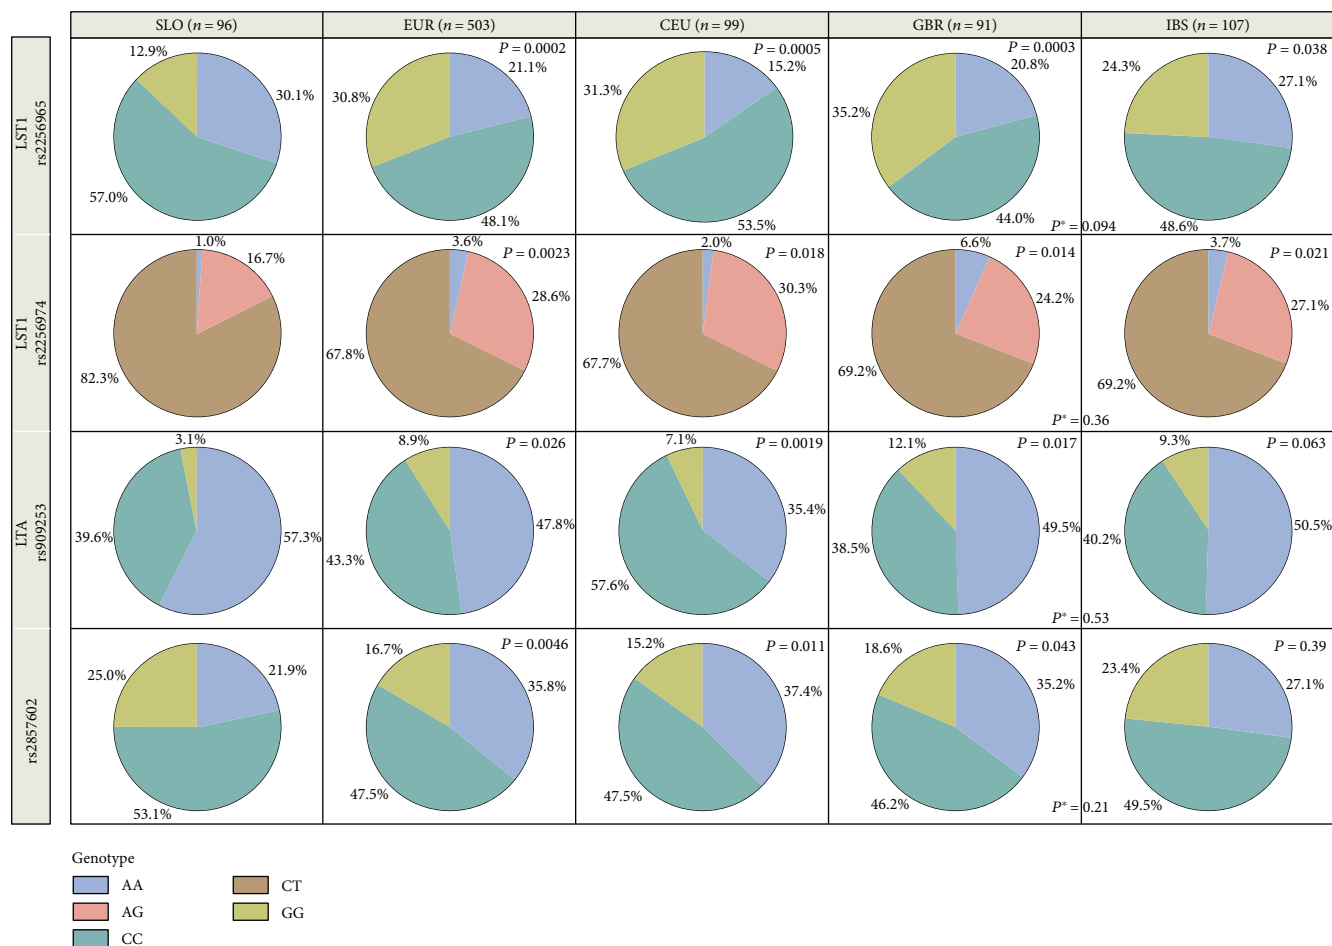 SLO (n = 96) EUR (n = 503) CEU (n = 99) GBR (n = 91) IBS (n = 107)
LST1
rs2256965
12.9%
30.1%
57.0%
P = 0.0002
21.1%
30.8%
48.1%
P = 0.0005
15.2%
31.3%
53.5%
P = 0.0003
20.8%
35.2%
44.0%
P* = 0.094
P = 0.038
24.3%
27.1%
48.6%
LST1
rs2256974
1.0%
16.7%
82.3%
3.6%
P = 0.0023
28.6%
67.8%
2.0%
P = 0.018
30.3%
67.7%
6.6%
P = 0.014
24.2%
69.2%
P* = 0.36
3.7%
P = 0.021
27.1%
69.2%
LTA
rs909253
3.1%
39.6%
57.3%
8.9%
P = 0.026
47.8%
43.3%
7.1%
P = 0.0019
35.4%
57.6%
12.1%
P = 0.017
49.5%
38.5%
P* = 0.53
9.3%
P = 0.063
50.5%
40.2%
rs2857602
25.0%
21.9%
53.1%
16.7%
P = 0.0046
35.8%
47.5%
15.2%
P = 0.011
37.4%
47.5%
18.6%
P = 0.043
35.2%
46.2%
P* = 0.21
P = 0.39
23.4%
27.1%
49.5%
Genotype
AA
AG
CC
CT
GG